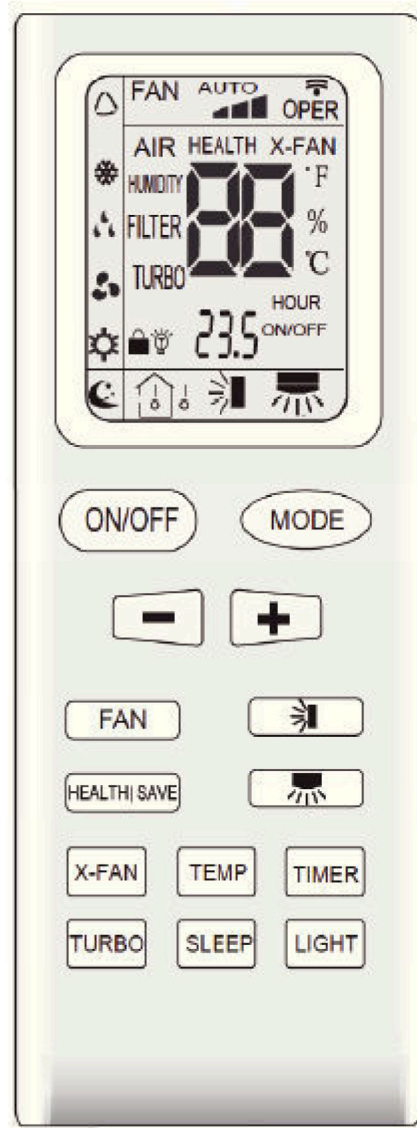 FAN AUTO OPER
AIR HEALTH X-FAN
HUMIDITY 88 °F
FILTER %
TURBO °C
HOUR
23.5 ON/OFF
ON/OFF MODE
- +
FAN
HEALTH| SAVE
X-FAN TEMP TIMER
TURBO SLEEP LIGHT